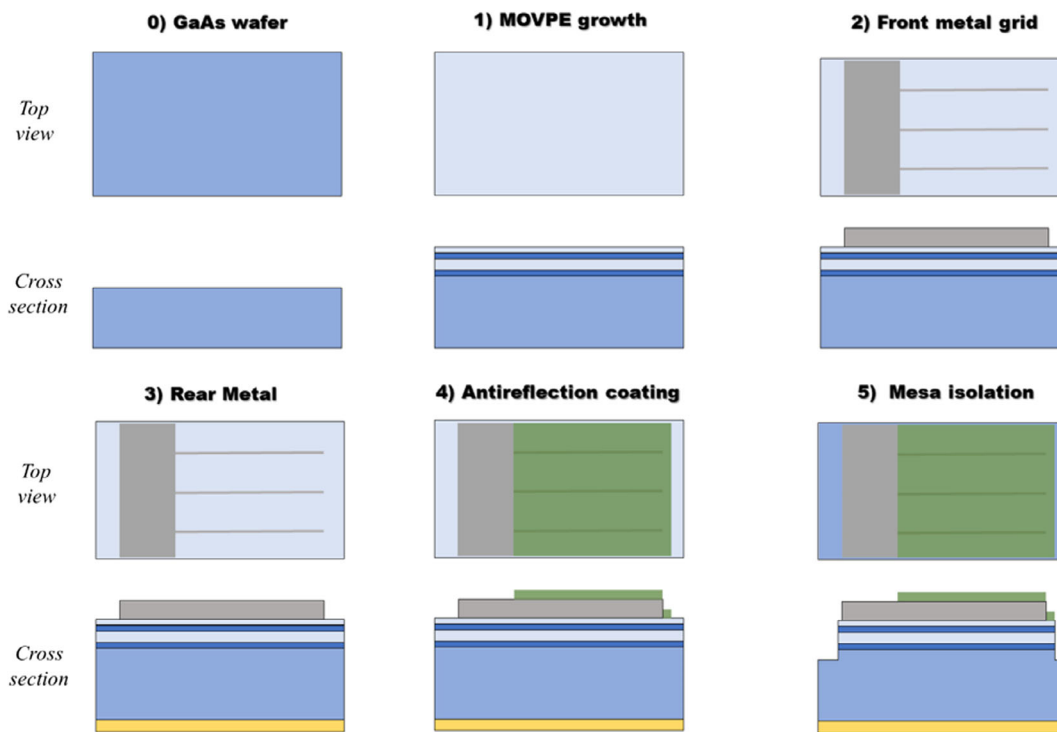 0) GaAs wafer
1) MOVPE growth
2) Front metal grid
Top
view
Cross
section
3) Rear Metal
4) Antireflection coating
5) Mesa isolation
Top
view
Cross
section